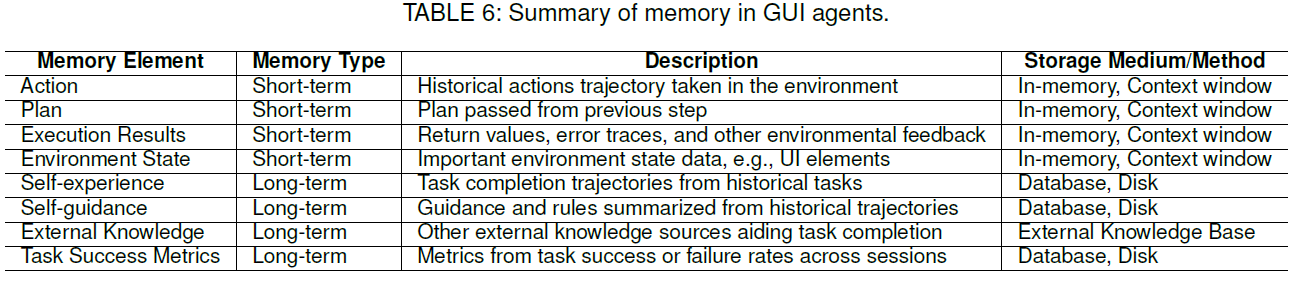 TABLE 6: Summary of memory in GUI agents.
Memory Element Memory Type Description Storage Medium/Method
Action Short-term Historical actions trajectory taken in the environment In-memory, Context window
Plan Short-term Plan passed from previous step In-memory, Context window
Execution Results Short-term Return values, error traces, and other environmental feedback In-memory, Context window
Environment State Short-term Important environment state data, e.g., UI elements In-memory, Context window
Self-experience Long-term Task completion trajectories from historical tasks Database, Disk
Self-guidance Long-term Guidance and rules summarized from historical trajectories Database, Disk
External Knowledge Long-term Other external knowledge sources aiding task completion External Knowledge Base
Task Success Metrics Long-term Metrics from task success or failure rates across sessions Database, Disk